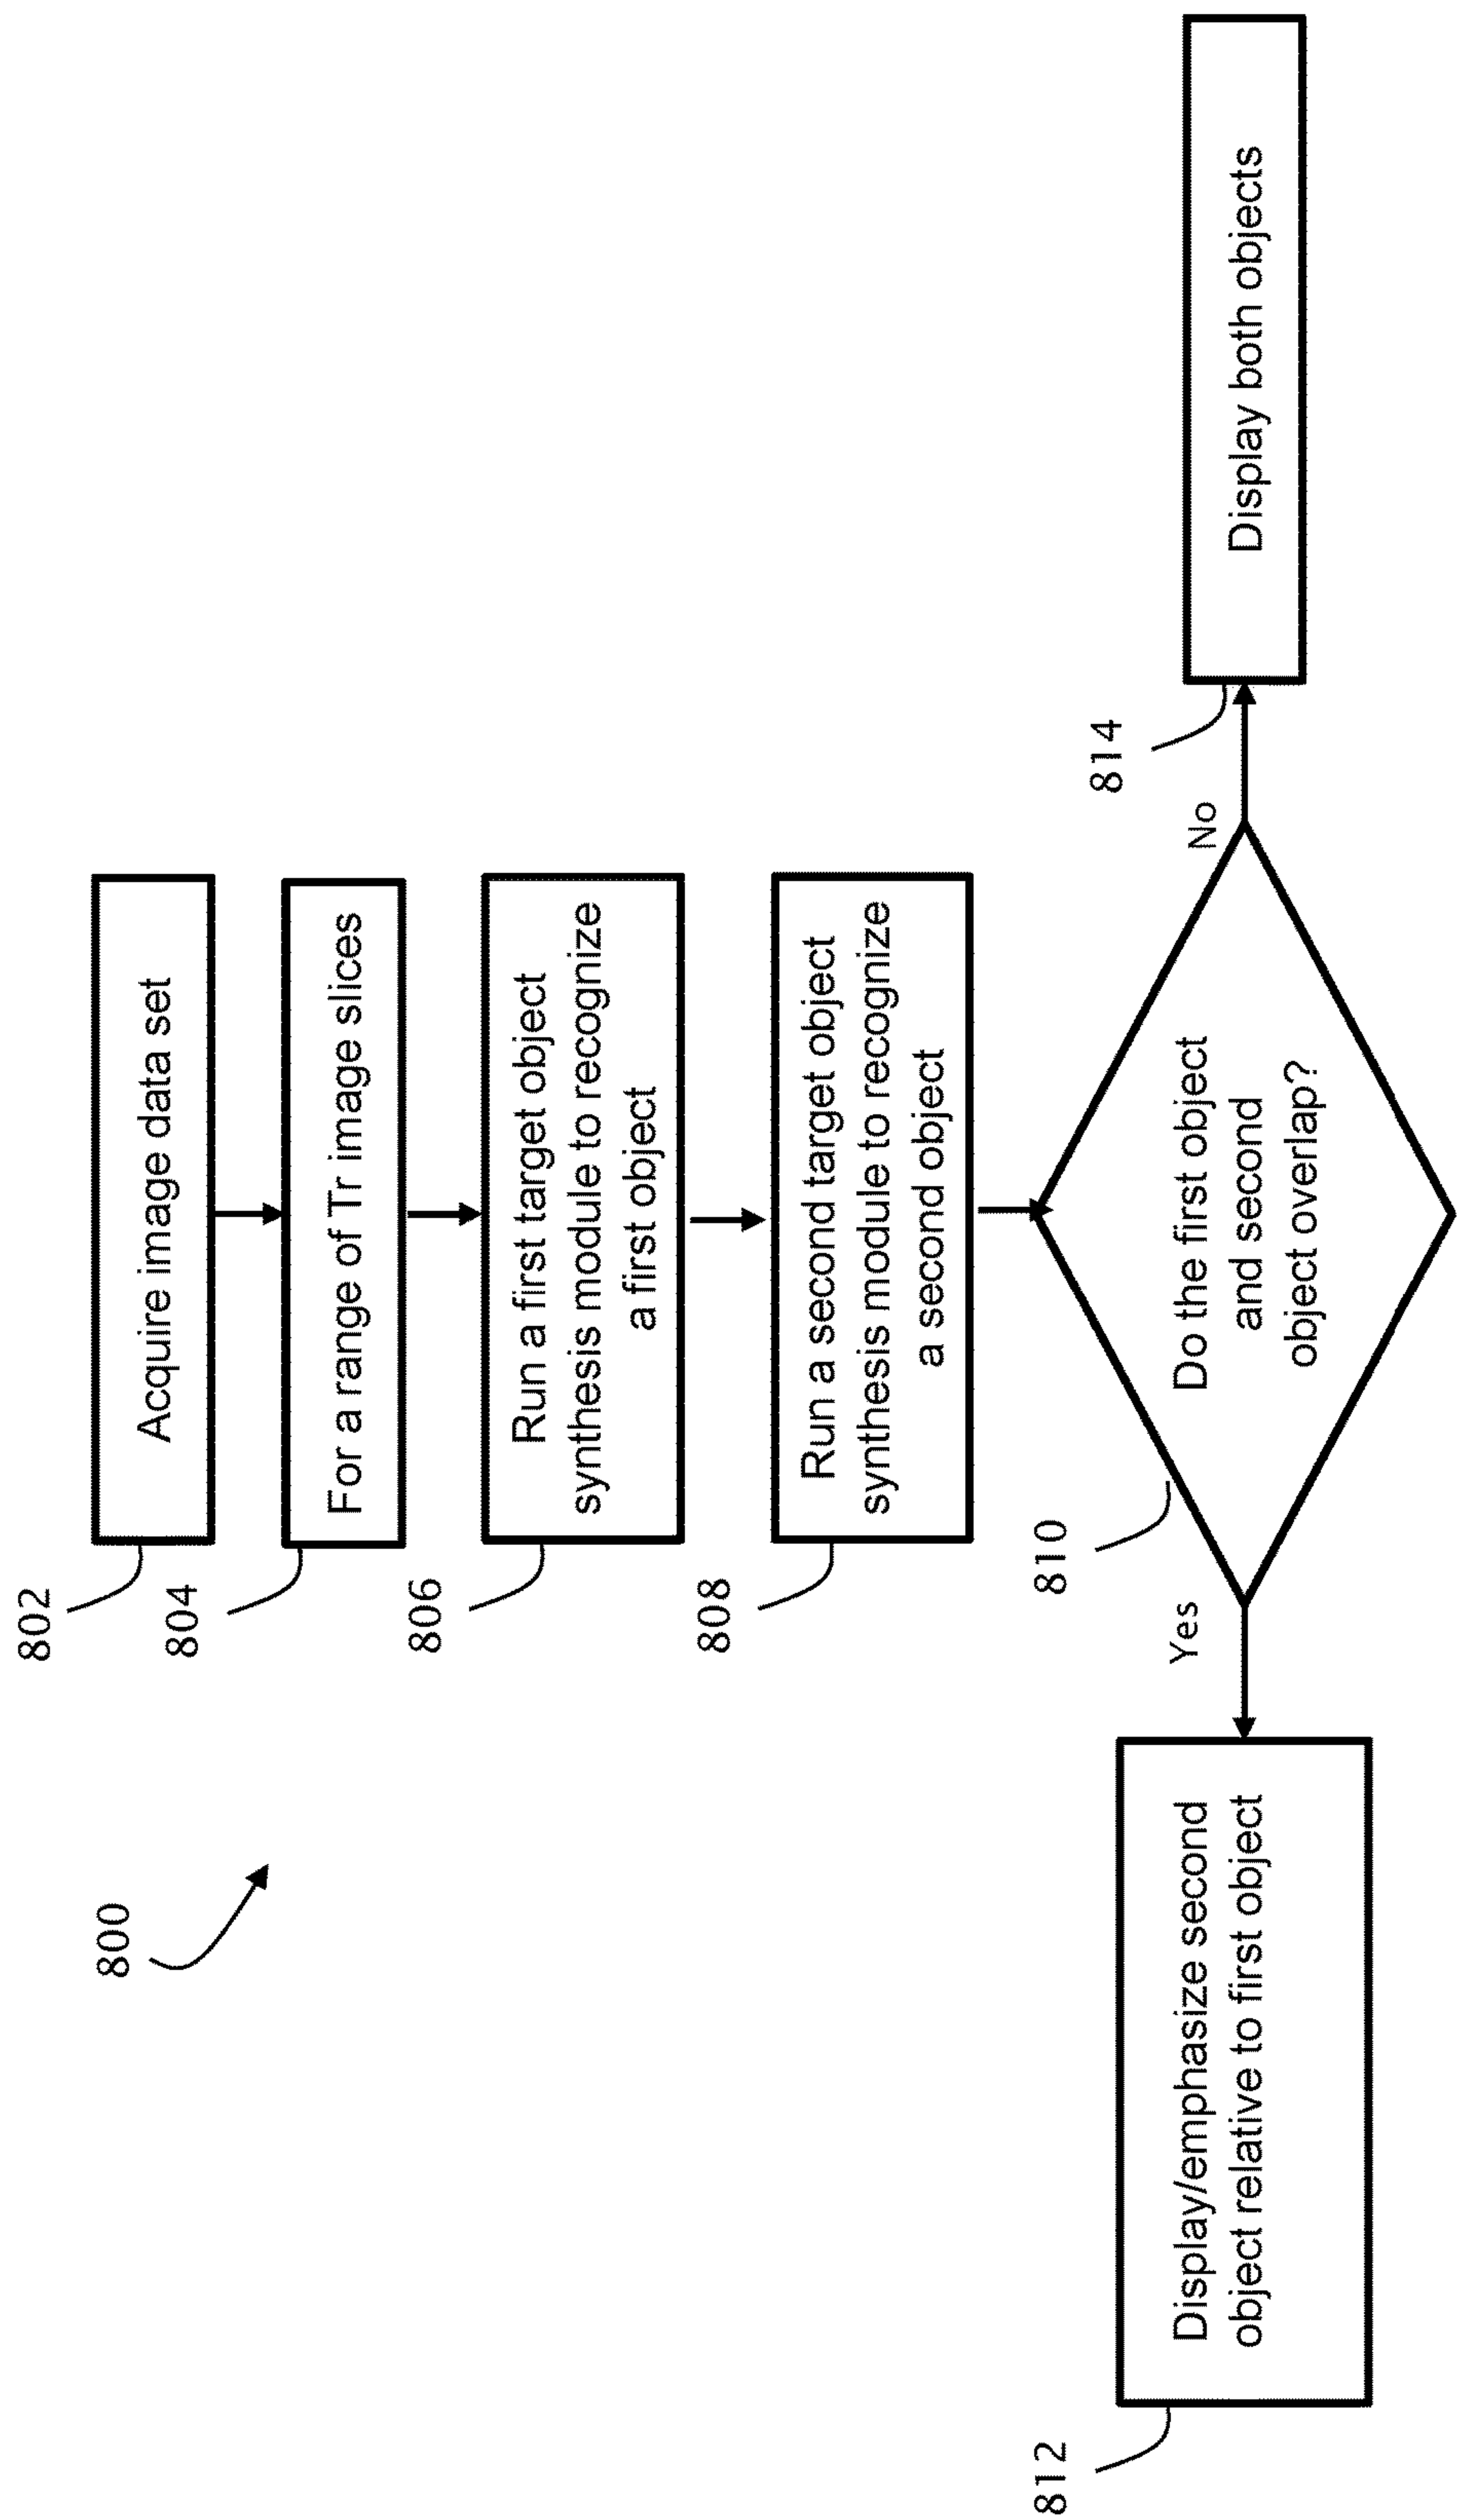 800
802
Acquire image data set
804
For a range of Tr image slices
806
Run a first target object
synthesis module to recognize
a first object
808
Run a second target object
synthesis module to recognize
a second object
810
Do the first object
and second
object overlap?
Yes
No
812
Display/emphasize second
object relative to first object
814
Display both objects